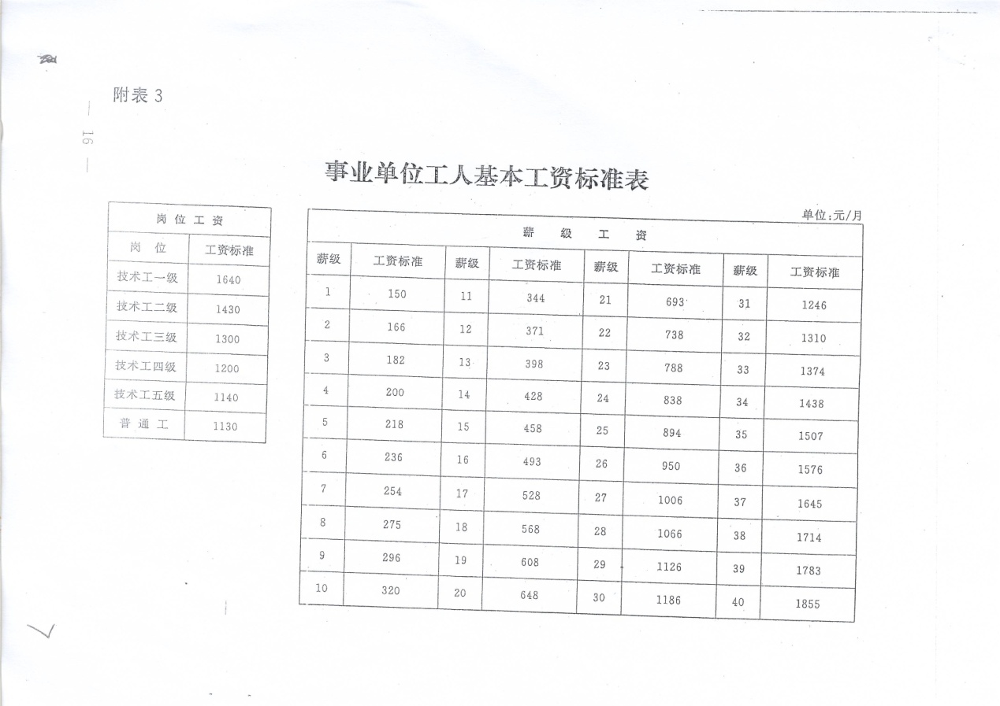 附表 3
— 16 —
事业单位工人基本工资标准表
单位:元/月
岗 位 工 资
岗 位 工资标准
技术工一级 1640
技术工二级 1430
技术工三级 1300
技术工四级 1200
技术工五级 1140
普 通 工 1130
薪 级 工 资
薪级 工资标准 薪级 工资标准 薪级 工资标准 薪级 工资标准
1 150 11 344 21 693 31 1246
2 166 12 371 22 738 32 1310
3 182 13 398 23 788 33 1374
4 200 14 428 24 838 34 1438
5 218 15 458 25 894 35 1507
6 236 16 493 26 950 36 1576
7 254 17 528 27 1006 37 1645
8 275 18 568 28 1066 38 1714
9 296 19 608 29 1126 39 1783
10 320 20 648 30 1186 40 1855